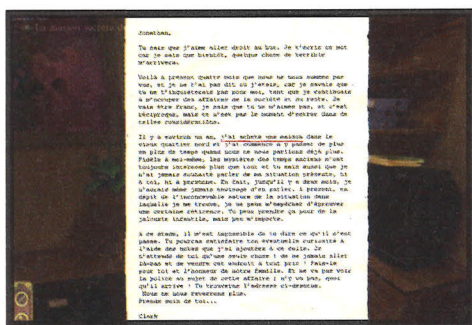 Jonathan,
Tu sais que j'aime aller droit au but. Je t'écris ce mot
car je sais que bientôt, quelque chose de terrible
m'arrivera.
Voilà à présent quatre mois que nous ne nous sommes pas
vus, et je ne t'ai pas dit où j'étais, car je savais que
tu ne t'inquiéterais pas pour moi, tant que je continuais
à m'occuper des affaires de la société et du reste. Je
vais être franc, je sais que tu ne m'aimes pas, et c'est
réciproque, mais ce n'est pas le moment d'entrer dans de
telles considérations.
Il y a environ un an, j'ai acheté une maison dans le
vieux quartier nord et j'ai commencé à y passer de plus
en plus de temps quand nous ne nous parlions déjà plus.
Fidèle à moi-même, les mystères des temps anciens m'ont
toujours intéressé plus que tout et tu sais aussi que je
n'ai jamais souhaité parler de ma situation présente, ni
à toi, ni à personne. En fait, jusqu'il y a deux mois, je
n'aurais même jamais envisagé d'en parler. A présent, en
dépit de l'inconcevable nature de la situation dans
laquelle je me trouve, je ne peux m'empêcher d'éprouver
une certaine réticence. Tu peux prendre ça pour de la
jalousie infantile, mais peu m'importe.
A ce stade, il m'est impossible de te dire ce qu'il s'est
passé. Tu pourras satisfaire ton éventuelle curiosité à
l'aide des notes que j'ai ajoutées à ce colis. Je
n'attends de toi qu'une seule chose : de ne jamais aller
là-bas et de vendre cet endroit à tout prix ! Fais-le
pour toi et l'honneur de notre famille. Et ne va pas voir
la police au sujet de cette affaire ; n'y va pas, quoi
qu'il arrive ! Tu trouveras l'adresse ci-dessous.
Nous ne nous reverrons plus.
Prends soin de toi...
Clark